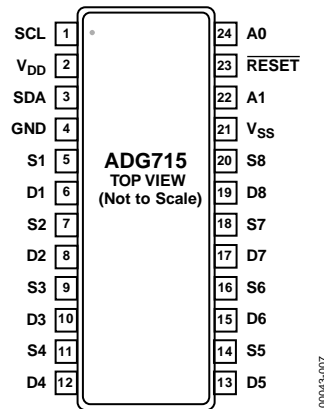 SCL 1 24 A0
VDD 2 23 RESET
SDA 3 22 A1
GND 4 21 VSS
S1 5 20 S8
ADG715
TOP VIEW
(Not to Scale)
D1 6 19 D8
S2 7 18 S7
D2 8 17 D7
S3 9 16 S6
D3 10 15 D6
S4 11 14 S5
D4 12 13 D5
00043-007